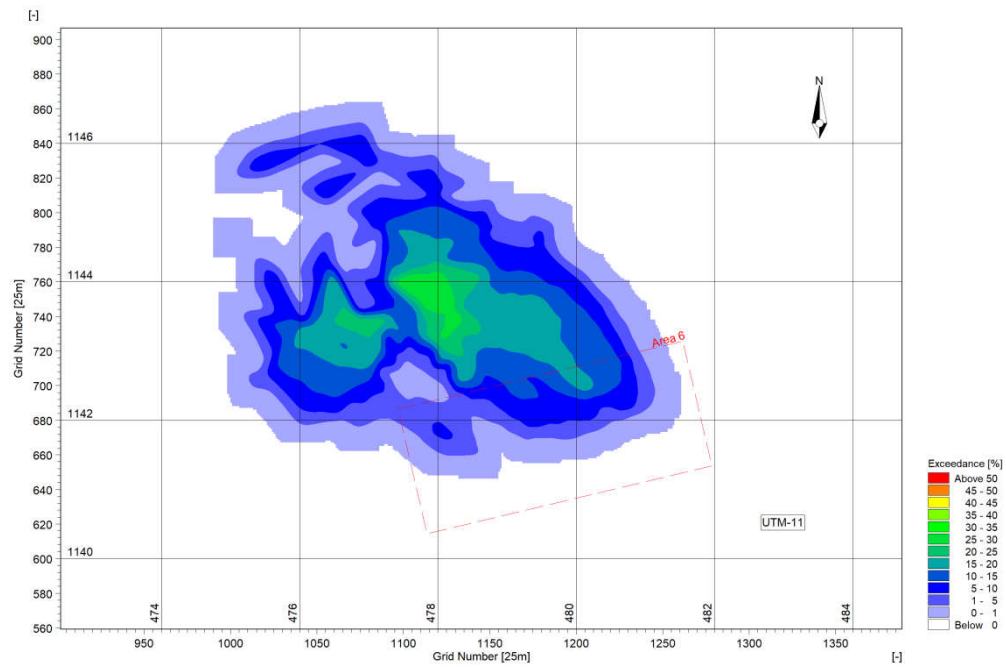 [-]
900
880
860
840
820
800
780
760
740
720
700
680
660
640
620
600
580
560
Grid Number [25m]
1146
1144
1142
1140
N
Area 6
UTM-11
474
476
478
480
482
484
950
1000
1050
1100
1150
1200
1250
1300
1350
Grid Number [25m]
[-]
Exceedance [%]
Above 50
45 - 50
40 - 45
35 - 40
30 - 35
25 - 30
20 - 25
15 - 20
10 - 15
5 - 10
1 - 5
0 - 1
Below 0